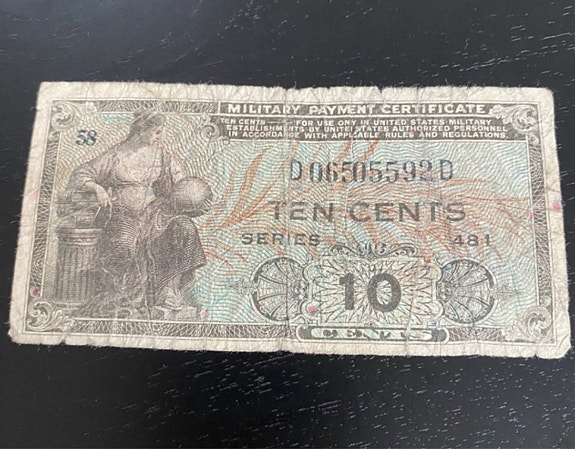 MILITARY PAYMENT CERTIFICATE
TEN CENTS — FOR USE ONLY IN UNITED STATES MILITARY
ESTABLISHMENTS BY UNITED STATES AUTHORIZED PERSONNEL
IN ACCORDANCE WITH APPLICABLE RULES AND REGULATIONS.
58
D06505592D
TEN CENTS
SERIES 481
10
CENTS